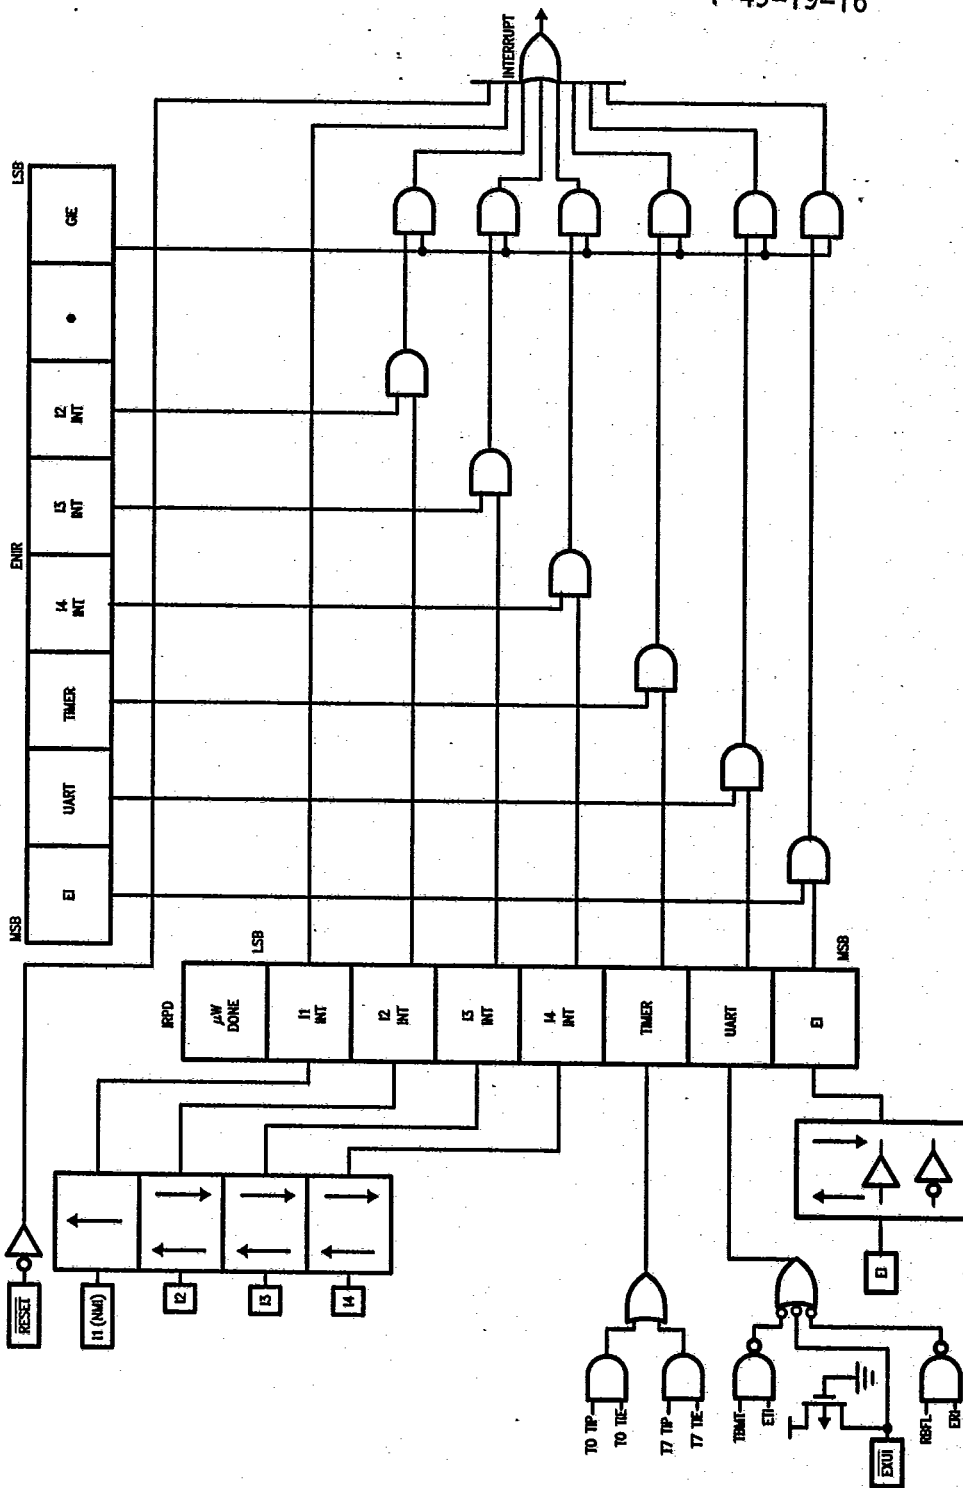 T-49-19-16
INTERRUPT
LSB
GIE
*
I2
INT
I3
INT
ENIR
I4
INT
TIMER
UART
EI
MSB
LSB
IRPD
μW
DONE
I1
INT
I2
INT
I3
INT
I4
INT
TIMER
UART
EI
MSB
RESET
I1 (NMI)
I2
I3
I4
T0 TIP
T0 TIE
T7 TIP
T7 TIE
TBMT
ETI
EXUI
RBFL
ERI
EI